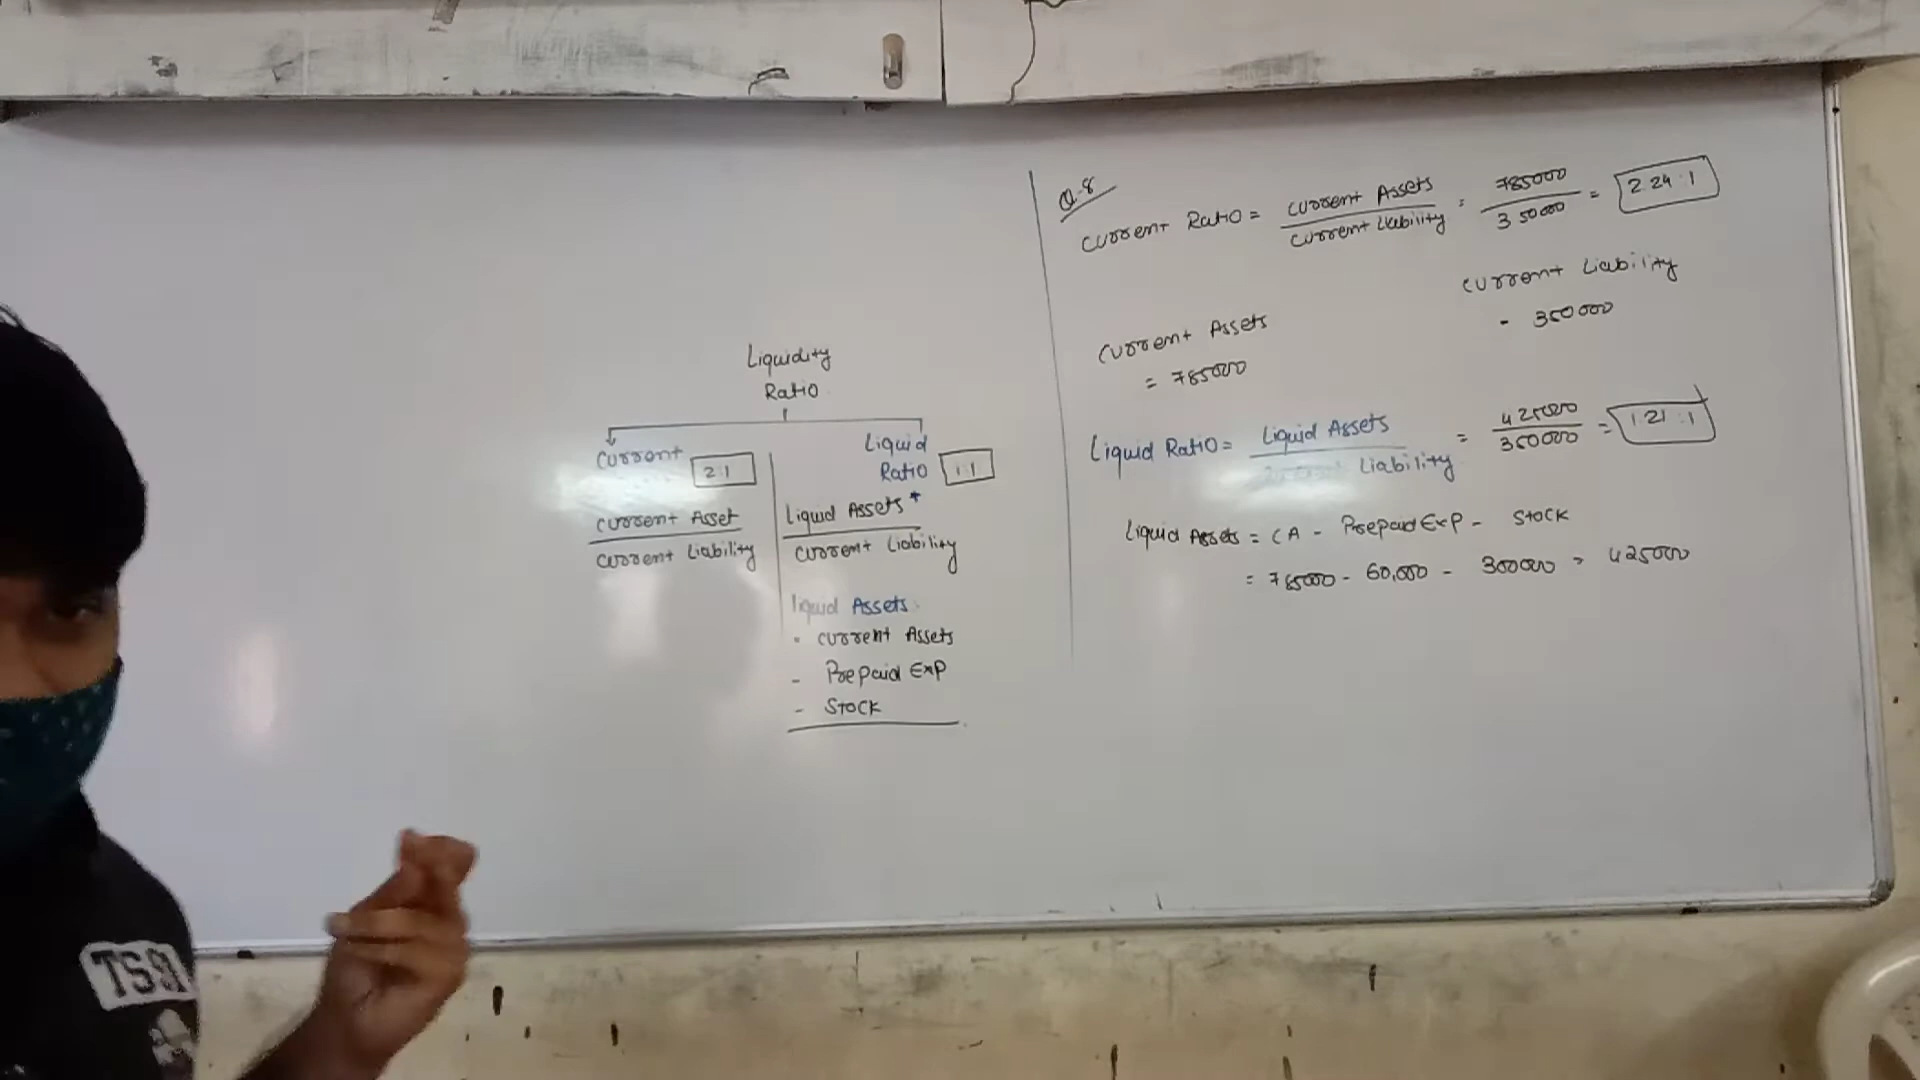 Liquidity
Ratio
Current
2:1
Current Asset
Current Liability
Liquid
Ratio
1:1
Liquid Assets*
Current Liability
liquid Assets:
- Current Assets
- Prepaid Exp
- Stock
Q.8
Current Ratio = Current Assets / Current Liability = 785000 / 350000 = 2.24:1
Current Liability
= 350000
Current Assets
= 785000
Liquid Ratio = Liquid Assets / Liability = 425000 / 350000 = 1.21:1
Liquid Assets = CA - Prepaid Exp - Stock
= 785000 - 60,000 - 300000 = 425000